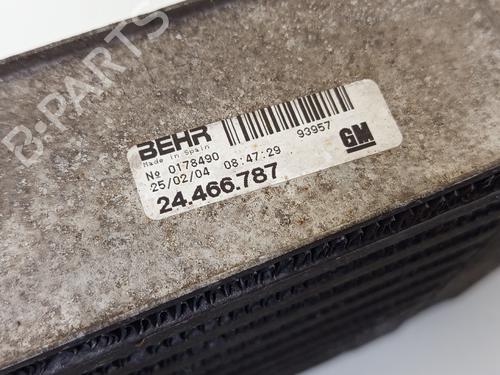 BEHR
Made in Spain
93957
No 0178490
25/02/04 08:47:29
GM
24.466.787
B-PARTS